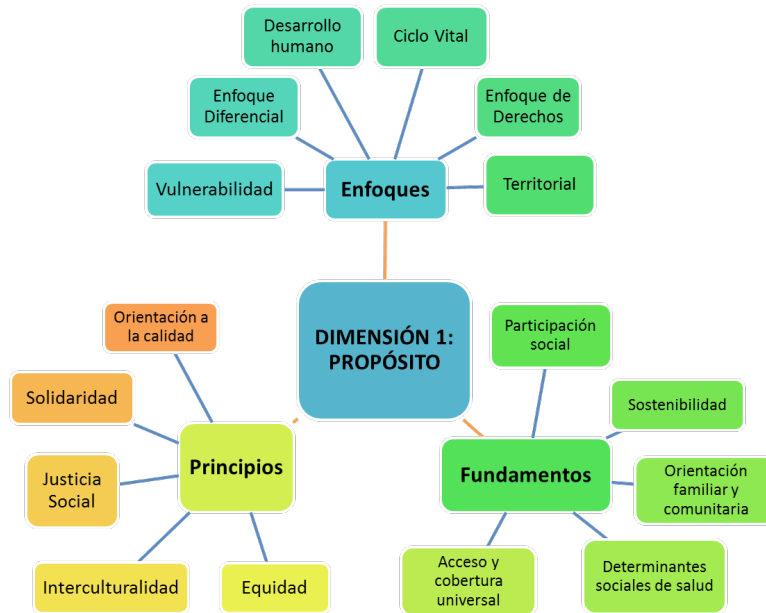 Desarrollo
humano
Ciclo Vital
Enfoque
Diferencial
Enfoque de
Derechos
Vulnerabilidad
Enfoques
Territorial
DIMENSIÓN 1:
PROPÓSITO
Orientación a
la calidad
Solidaridad
Justicia
Social
Principios
Interculturalidad
Equidad
Participación
social
Sostenibilidad
Fundamentos
Orientación
familiar y
comunitaria
Acceso y
cobertura
universal
Determinantes
sociales de salud